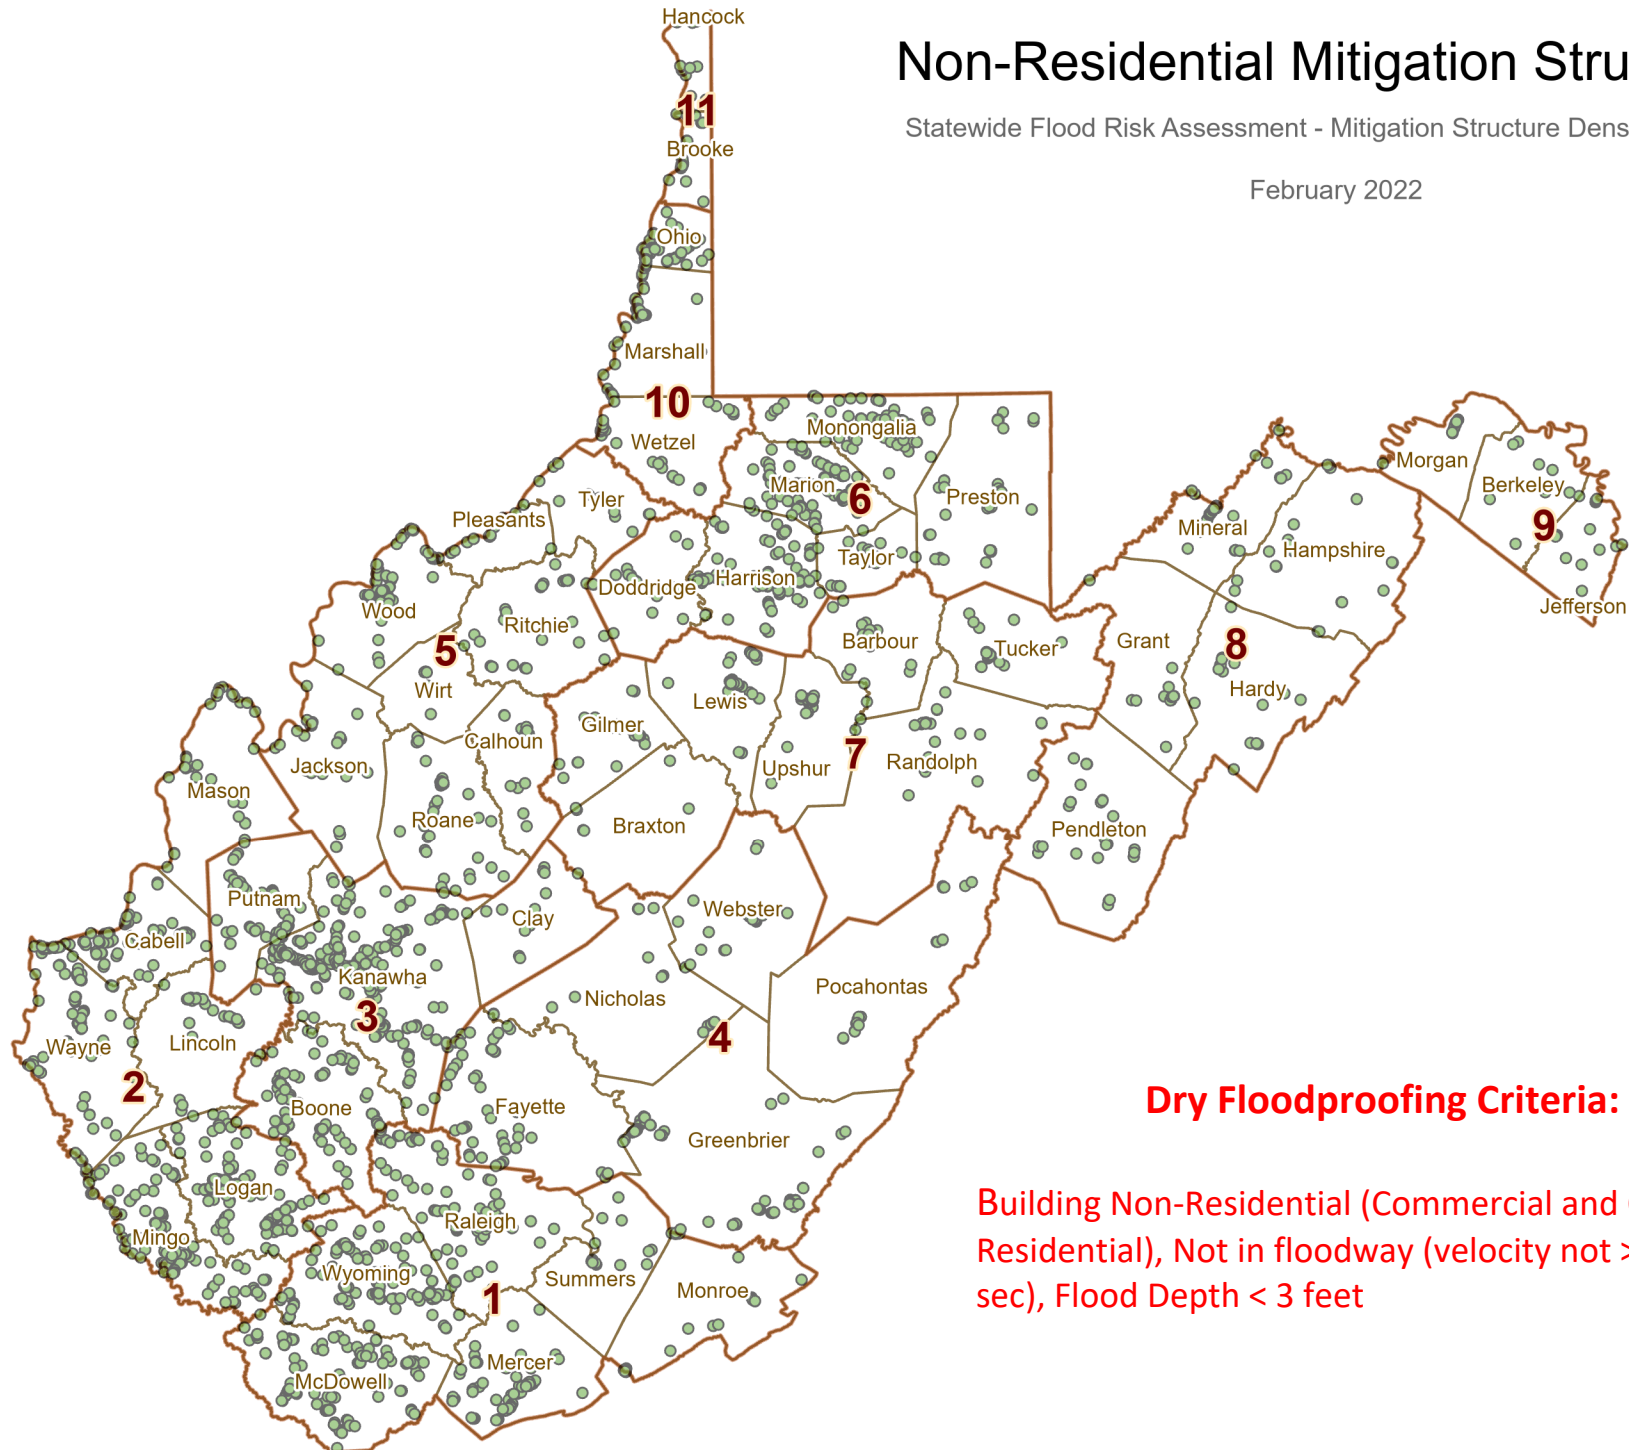 Hancock
Non-Residential Mitigation Stru
11
Statewide Flood Risk Assessment - Mitigation Structure Dens
Brooke
February 2022
Ohio
Marshall
10
Wetzel
Monongalia
Marion
6
Preston
Tyler
Pleasants
Taylor
Morgan
Berkeley
9
Mineral
Hampshire
Jefferson
Doddridge
Harrison
Wood
Ritchie
5
Wirt
Barbour
Tucker
Grant
8
Hardy
Lewis
Gilmer
Calhoun
Jackson
Upshur
7
Randolph
Mason
Roane
Braxton
Pendleton
Putnam
Clay
Webster
Cabell
Kanawha
3
Nicholas
Pocahontas
4
Wayne
Lincoln
2
Boone
Fayette
Greenbrier
Dry Floodproofing Criteria:
Logan
Mingo
Raleigh
Building Non-Residential (Commercial and
Residential), Not in floodway (velocity not >
sec), Flood Depth < 3 feet
Wyoming
1
Summers
Monroe
McDowell
Mercer